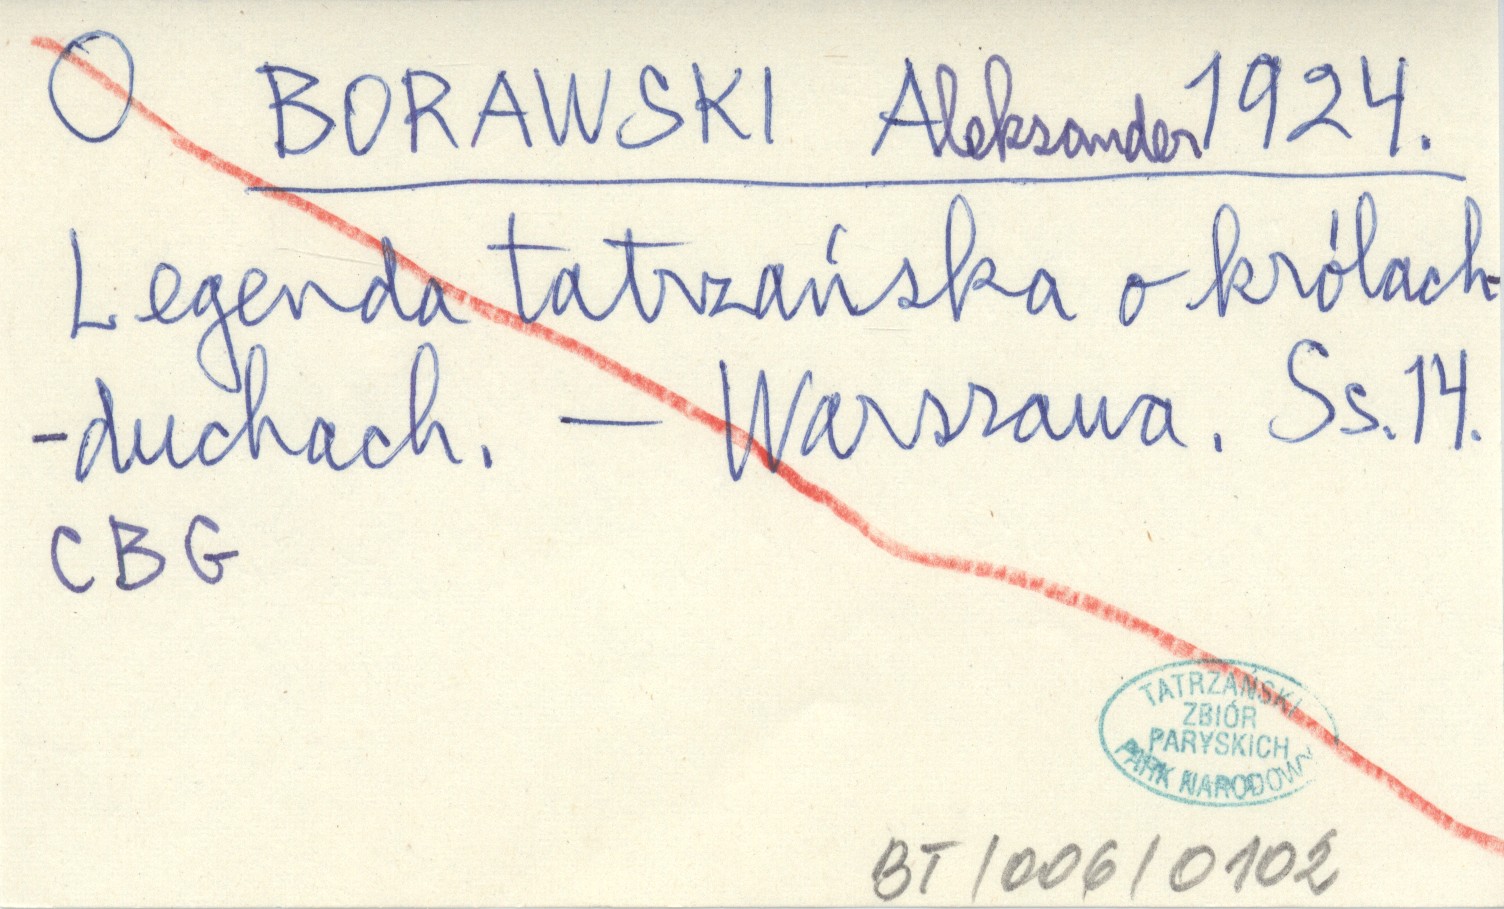 O BORAWSKI Aleksander 1924.
Legenda tatrzańska o królach-
-duchach. — Warszawa. Ss. 14.
CBG
TATRZAŃSKI
ZBIÓR
PARYSKICH
PARK NARODOWY
BT/006/0102